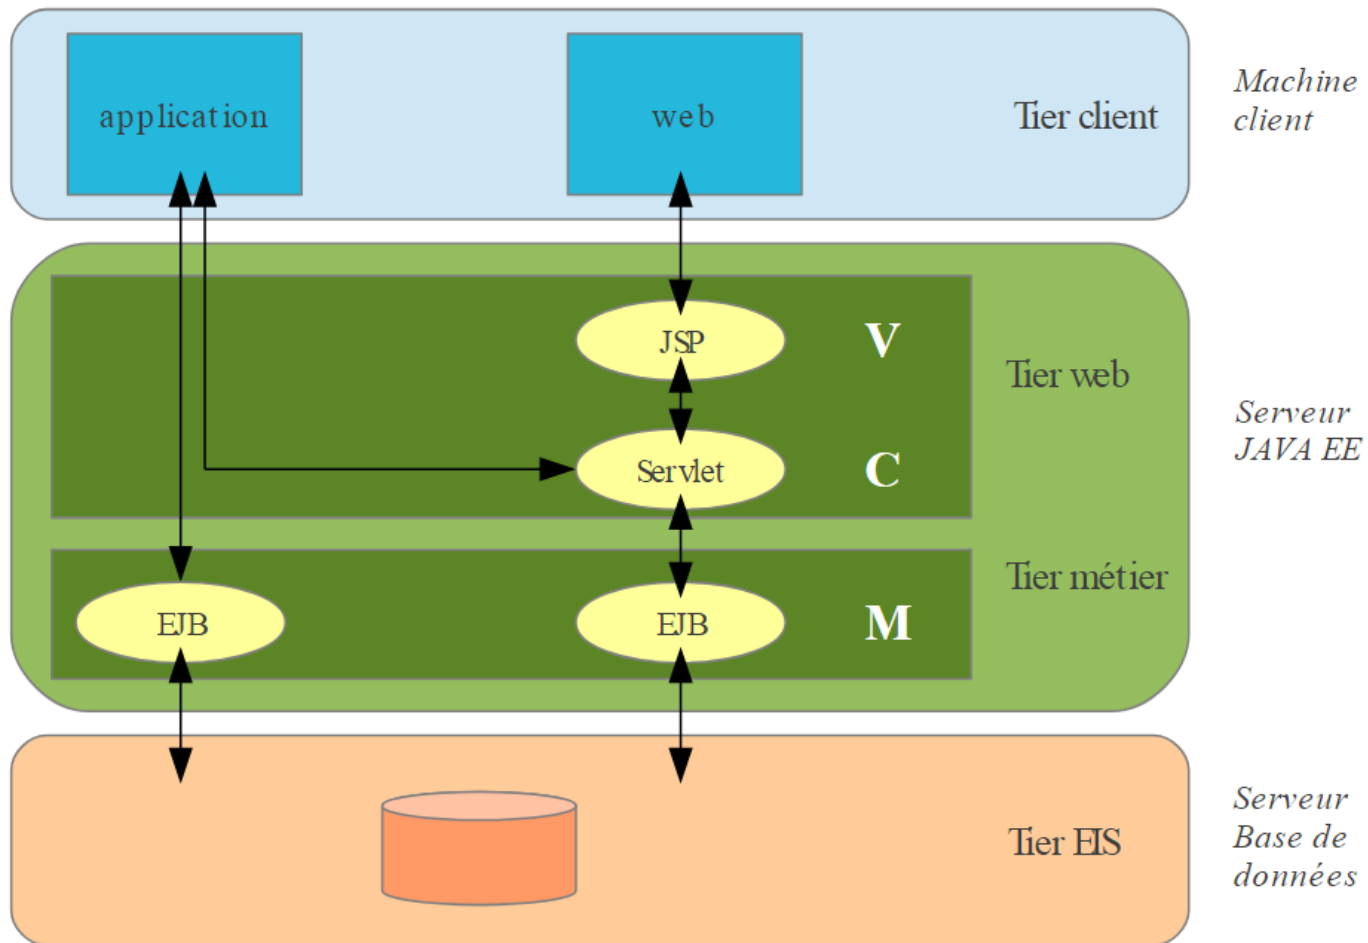 application
web
Tier client
Machine
client
JSP
V
Tier web
Servlet
C
Serveur
JAVA EE
Tier métier
EJB
EJB
M
Tier EIS
Serveur
Base de
données